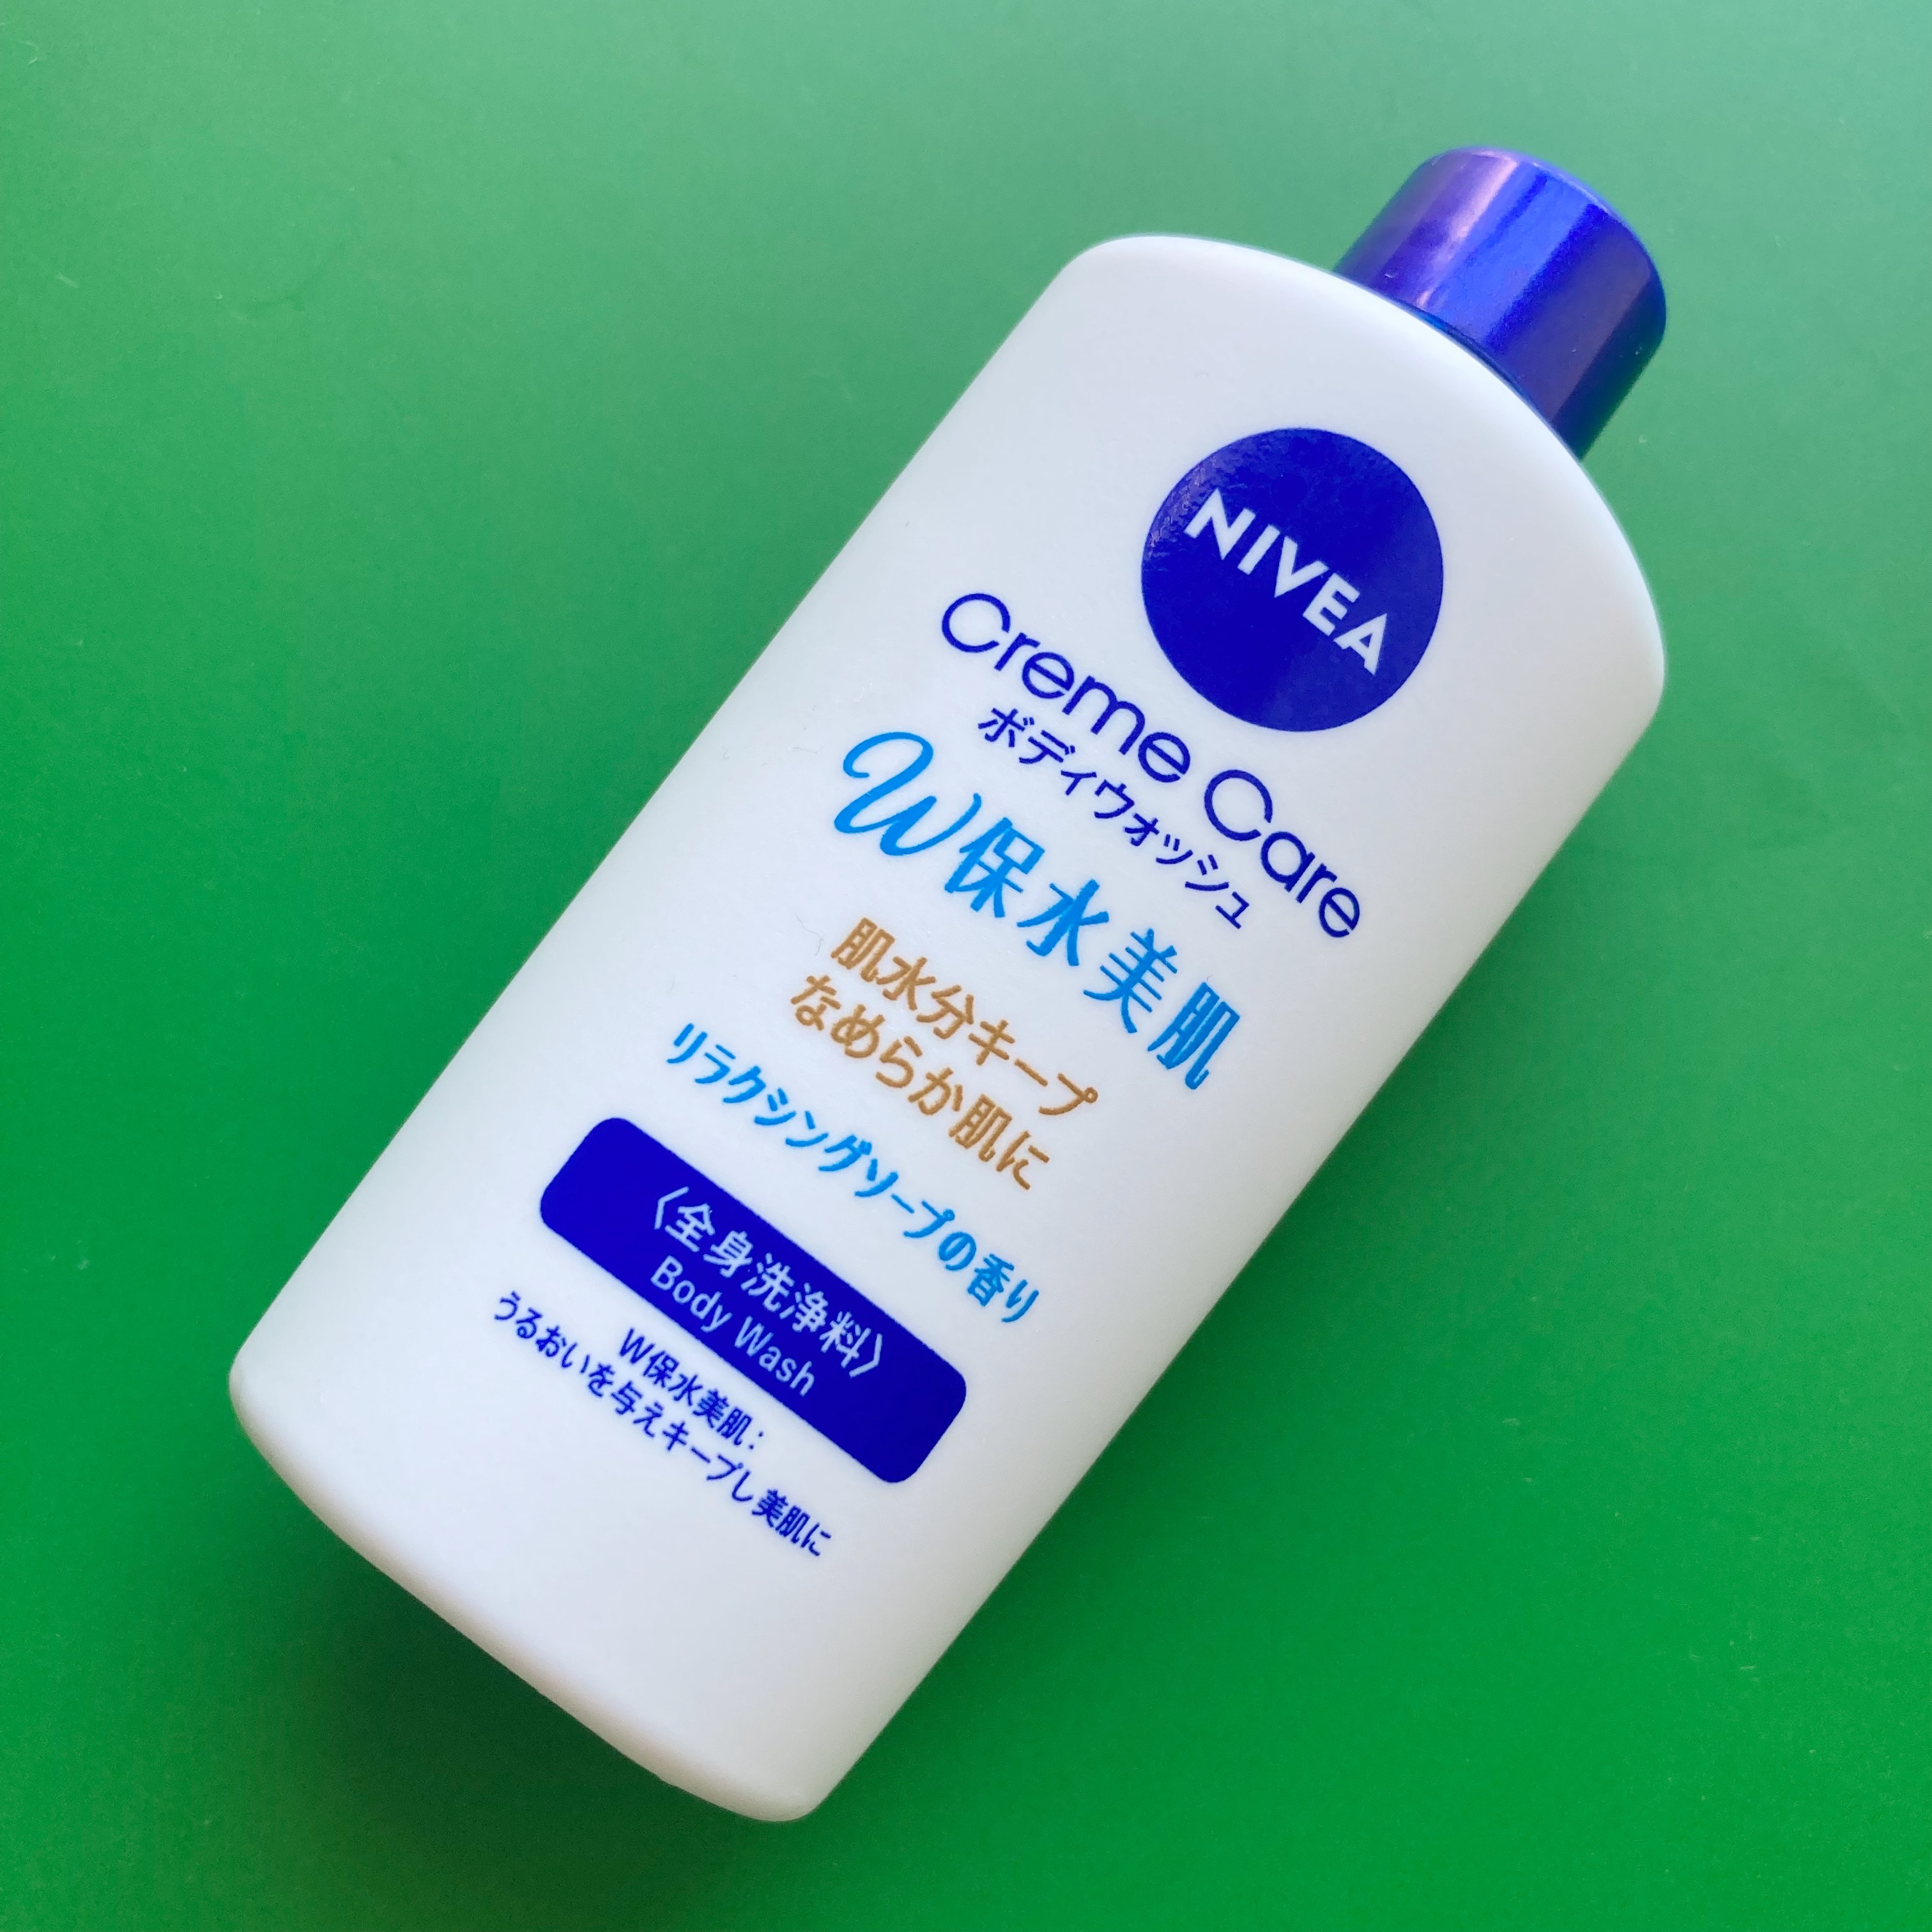 NIVEA
Creme Care
ボディウォッシュ
W保水美肌
肌水分キープ
なめらか肌に
リラクシングソープの香り
〈全身洗浄料〉
Body Wash
W保水美肌:
うるおいを与えキープし美肌に